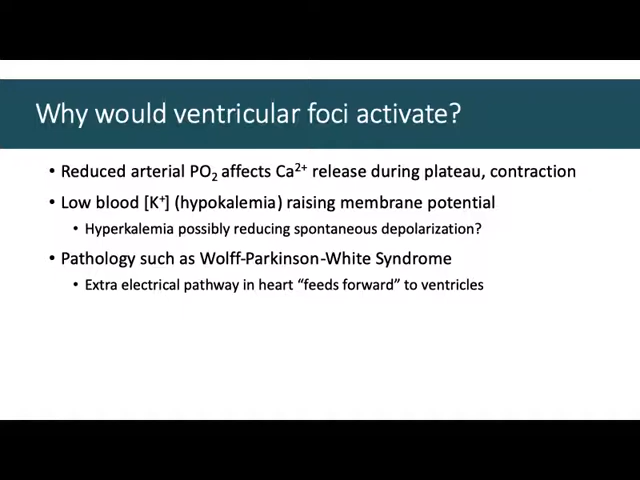 Why would ventricular foci activate?
• Reduced arterial PO₂ affects Ca²⁺ release during plateau, contraction
• Low blood [K⁺] (hypokalemia) raising membrane potential
• Hyperkalemia possibly reducing spontaneous depolarization?
• Pathology such as Wolff-Parkinson-White Syndrome
• Extra electrical pathway in heart “feeds forward” to ventricles